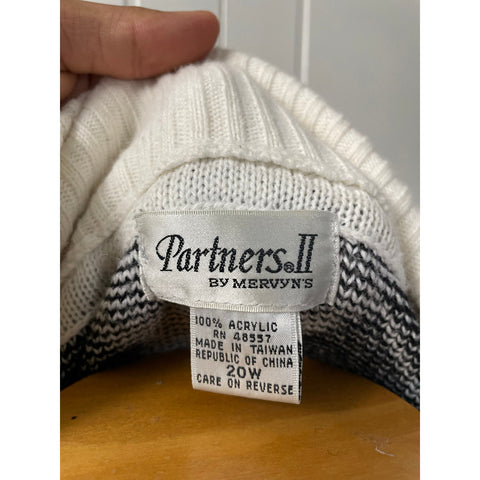 Partners®II
BY MERVYN'S
100% ACRYLIC
RN 48557
MADE IN TAIWAN
REPUBLIC OF CHINA
20W
CARE ON REVERSE